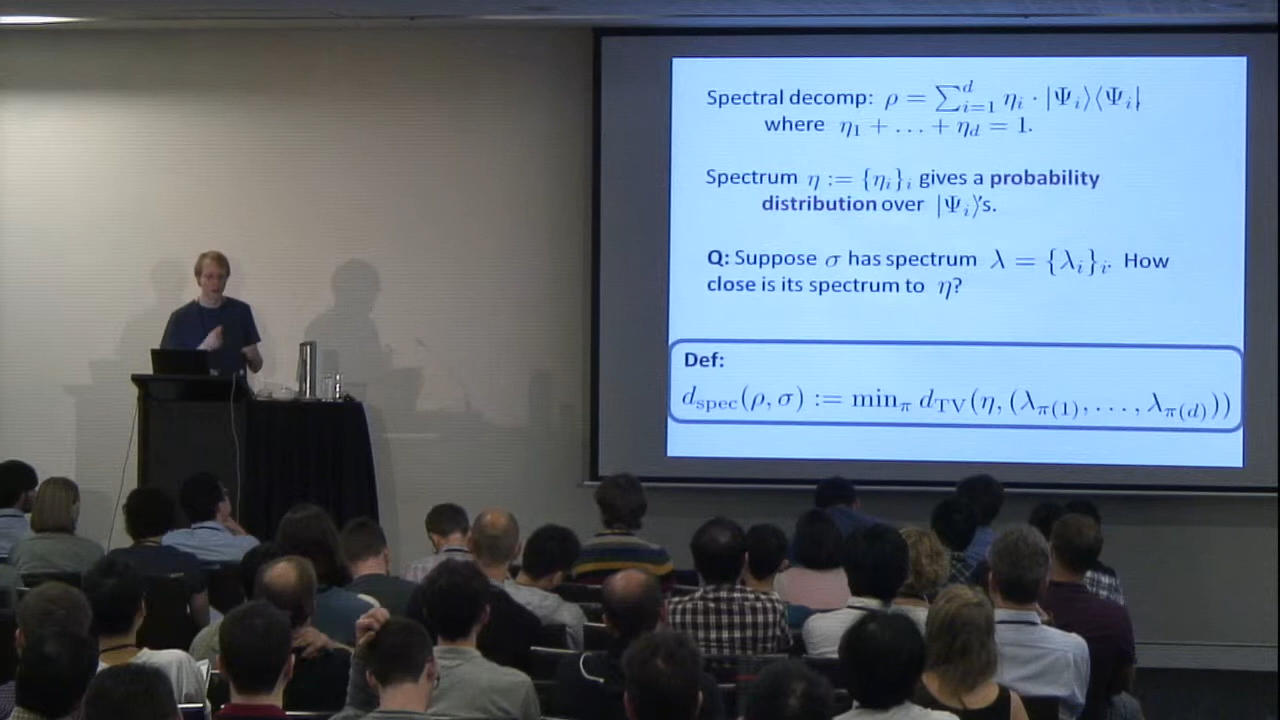 Spectral decomp: ρ = ∑_{i=1}^{d} η_i · |Ψ_i⟩⟨Ψ_i|
where η_1 + … + η_d = 1.
Spectrum η := {η_i}_i gives a probability
distribution over |Ψ_i⟩'s.
Q: Suppose σ has spectrum λ = {λ_i}_i. How
close is its spectrum to η?
Def:
d_spec(ρ, σ) := min_π d_TV(η, (λ_π(1), …, λ_π(d)))